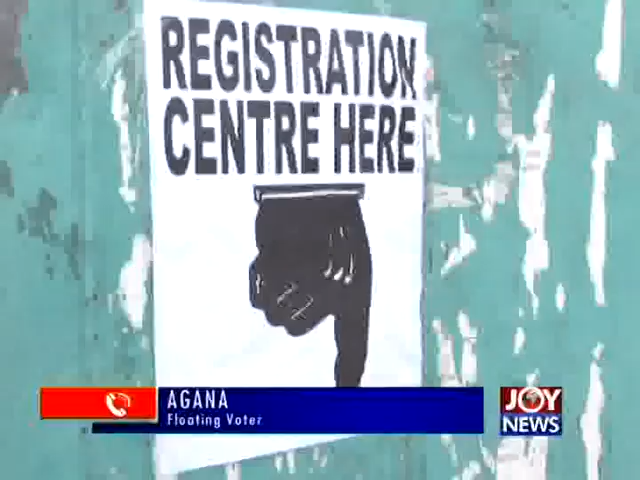 REGISTRATION
CENTRE HERE
AGANA
Floating Voter
JOY
NEWS